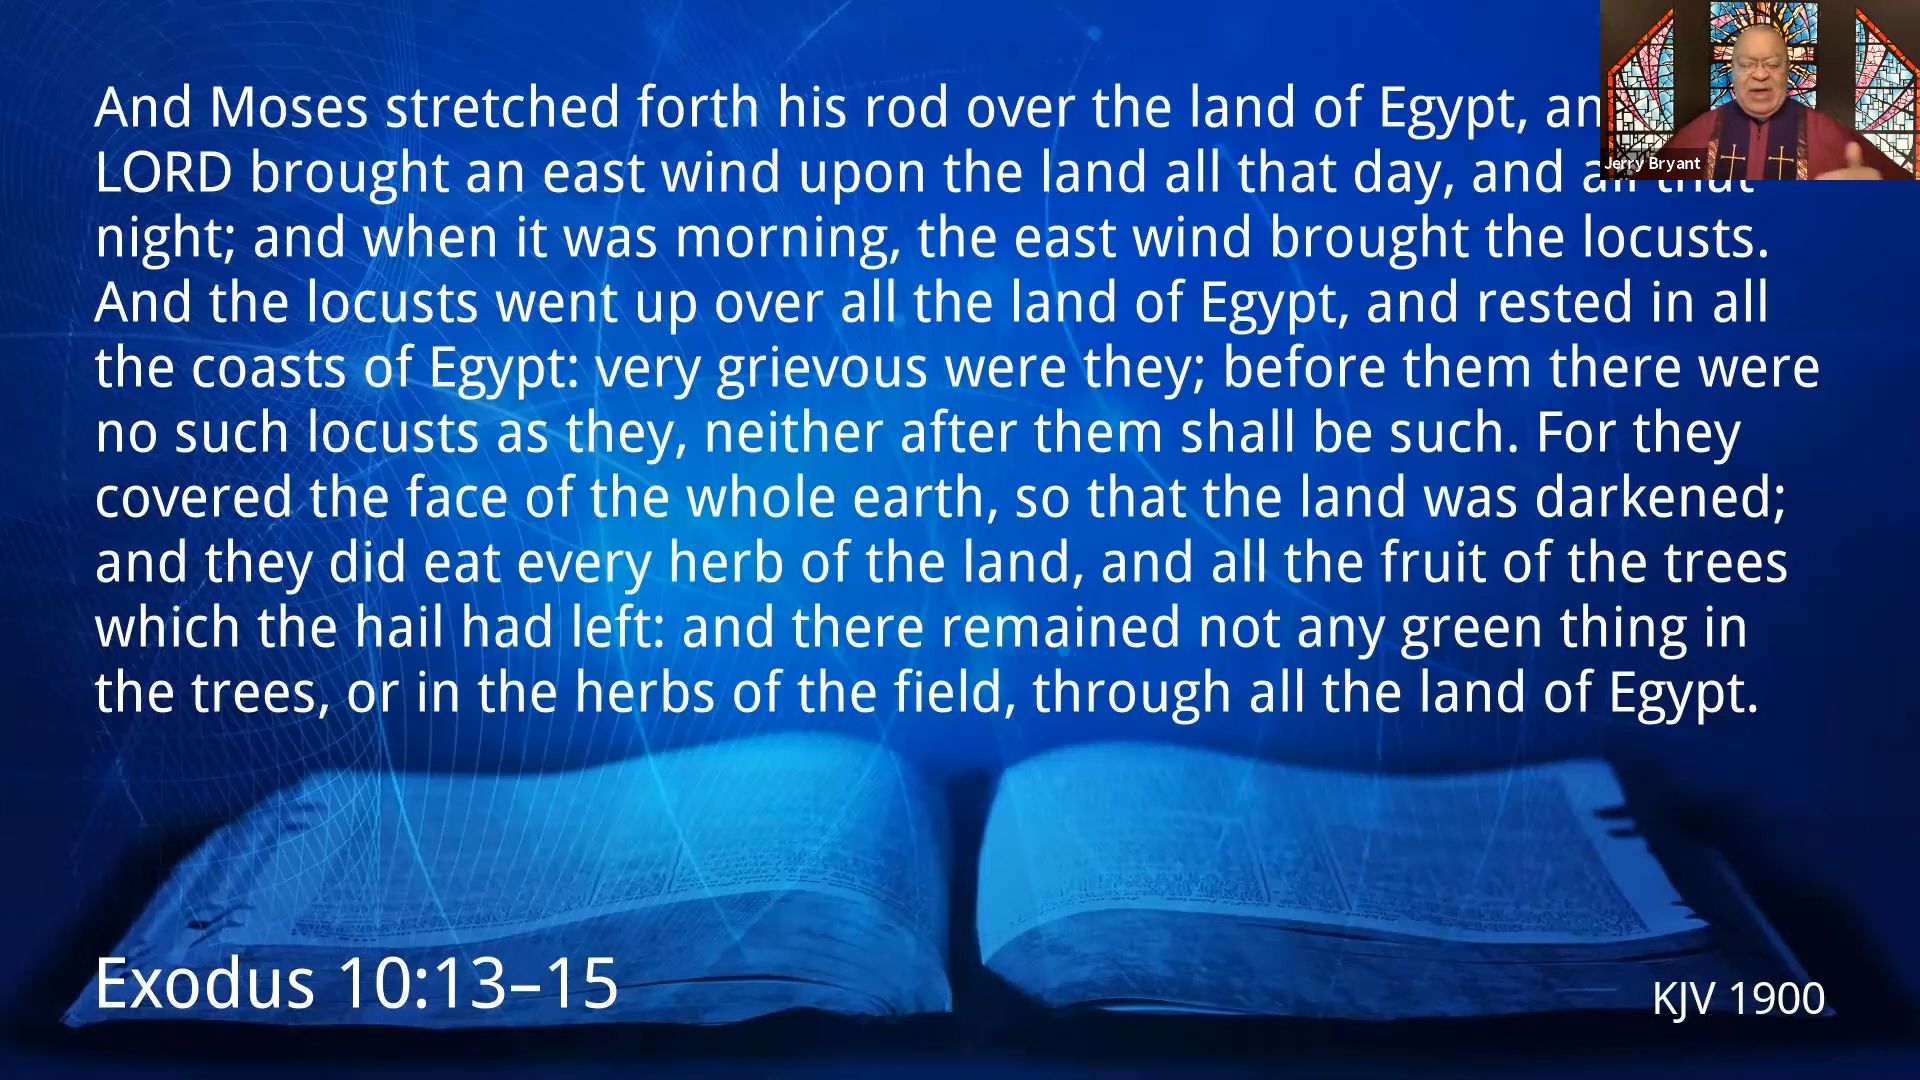 And Moses stretched forth his rod over the land of Egypt, an
LORD brought an east wind upon the land all that day, and all that
night; and when it was morning, the east wind brought the locusts.
And the locusts went up over all the land of Egypt, and rested in all
the coasts of Egypt: very grievous were they; before them there were
no such locusts as they, neither after them shall be such. For they
covered the face of the whole earth, so that the land was darkened;
and they did eat every herb of the land, and all the fruit of the trees
which the hail had left: and there remained not any green thing in
the trees, or in the herbs of the field, through all the land of Egypt.
Exodus 10:13–15
KJV 1900
Jerry Bryant